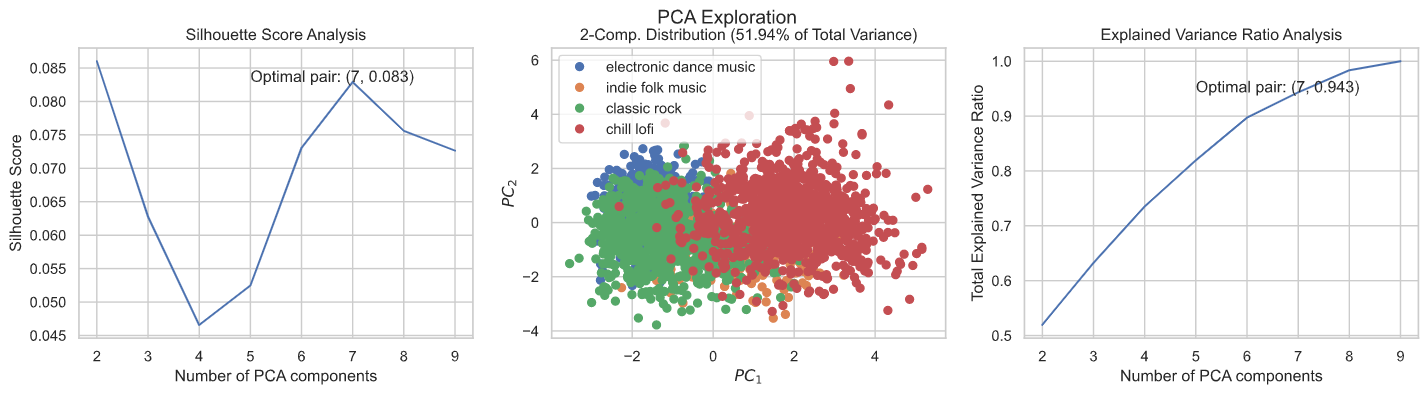 PCA Exploration
Silhouette Score Analysis
Silhouette Score
0.085
0.080
0.075
0.070
0.065
0.060
0.055
0.050
0.045
Optimal pair: (7, 0.083)
2 3 4 5 6 7 8 9
Number of PCA components
2-Comp. Distribution (51.94% of Total Variance)
PC₂
6
4
2
0
−2
−4
electronic dance music
indie folk music
classic rock
chill lofi
−2 0 2 4
PC₁
Explained Variance Ratio Analysis
Total Explained Variance Ratio
1.0
0.9
0.8
0.7
0.6
0.5
Optimal pair: (7, 0.943)
2 3 4 5 6 7 8 9
Number of PCA components